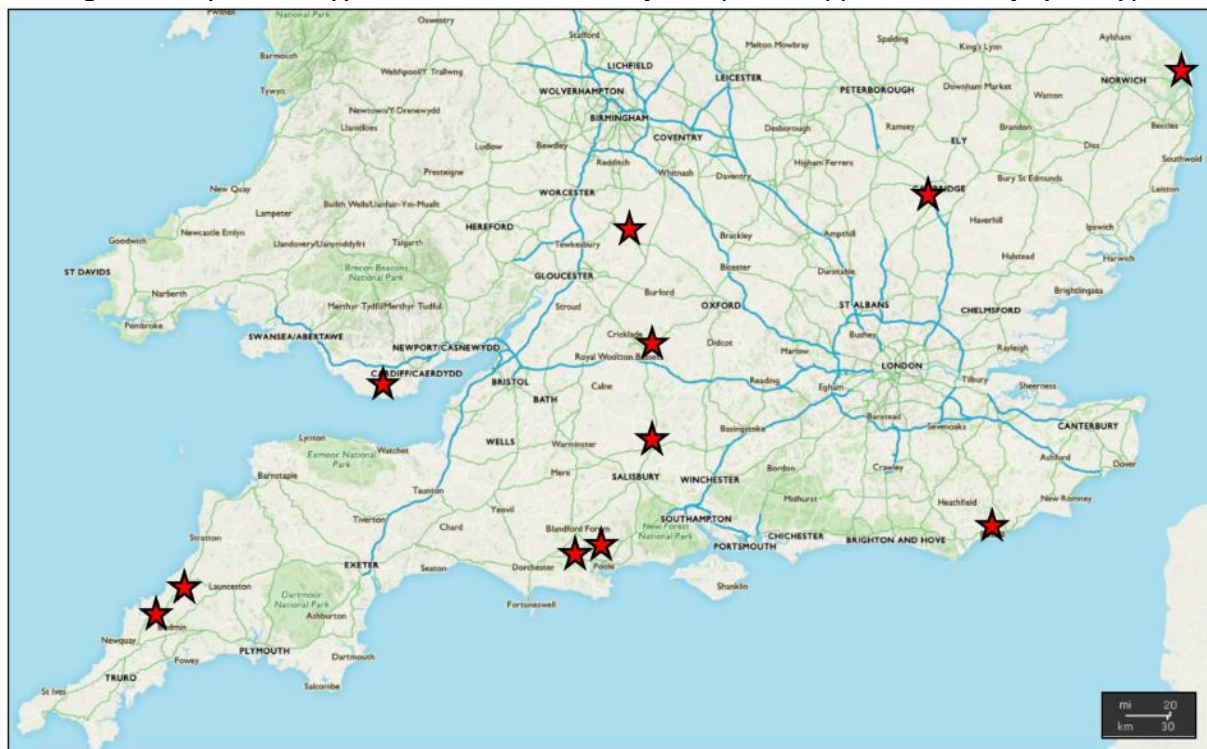 Pwllheli
National Park
Oswestry
Stafford
Melton Mowbray
Spalding
King's Lynn
Aylsham
Barmouth
Welshpool/Y Trallwng
LICHFIELD
LEICESTER
NORWICH
Tywyn
WOLVERHAMPTON
PETERBOROUGH
Downham Market
Watton
Newtown/Y-Drenewydd
BIRMINGHAM
Llanidloes
COVENTRY
Desborough
Ramsey
Brandon
Beccles
Ludlow
Bewdley
ELY
Diss
Redditch
Higham Ferrers
Southwold
Presteigne
Whitnash
Daventry
Bury St Edmunds
New Quay
WORCESTER
Leiston
Lampeter
Builth Wells/Llanfair-Ym-Muallt
HEREFORD
Haverhill
Goodwick
Newcastle Emlyn
Llandovery/Llanymddyfri
Talgarth
Tewkesbury
Brackley
Ampthill
Ipswich
Bicester
Halstead
Harwich
ST DAVIDS
Brecon Beacons
National Park
GLOUCESTER
Dunstable
Narberth
Burford
Brightlingsea
Merthyr-Tydfil/Merthyr Tudful
Stroud
OXFORD
ST ALBANS
CHELMSFORD
Pembroke
SWANSEA/ABERTAWE
Cricklade
Bushey
NEWPORT/CASNEWYDD
Didcot
Marlow
Rayleigh
Royal Wootton Bassett
LONDON
CARDIFF/CAERDYDD
BRISTOL
Calne
Reading
Egham
Tilbury
Sheerness
BATH
Banstead
Sevenoaks
CANTERBURY
Lynton
WELLS
Warminster
Basingstoke
Exmoor National
Park
Watchet
Ashford
Dover
Barnstaple
Mere
SALISBURY
WINCHESTER
Bordon
Crawley
Taunton
Midhurst
Heathfield
New Romney
Tiverton
Yeovil
SOUTHAMPTON
Stratton
Chard
Blandford Forum
New Forest
National Park
PORTSMOUTH
CHICHESTER
BRIGHTON AND HOVE
EXETER
Seaton
Dorchester
Poole
Launceston
Dartmoor
National Park
Shanklin
Fortuneswell
Ashburton
Newquay
PLYMOUTH
Dartmouth
Fowey
TRURO
Salcombe
St Ives
mi 20
km 30